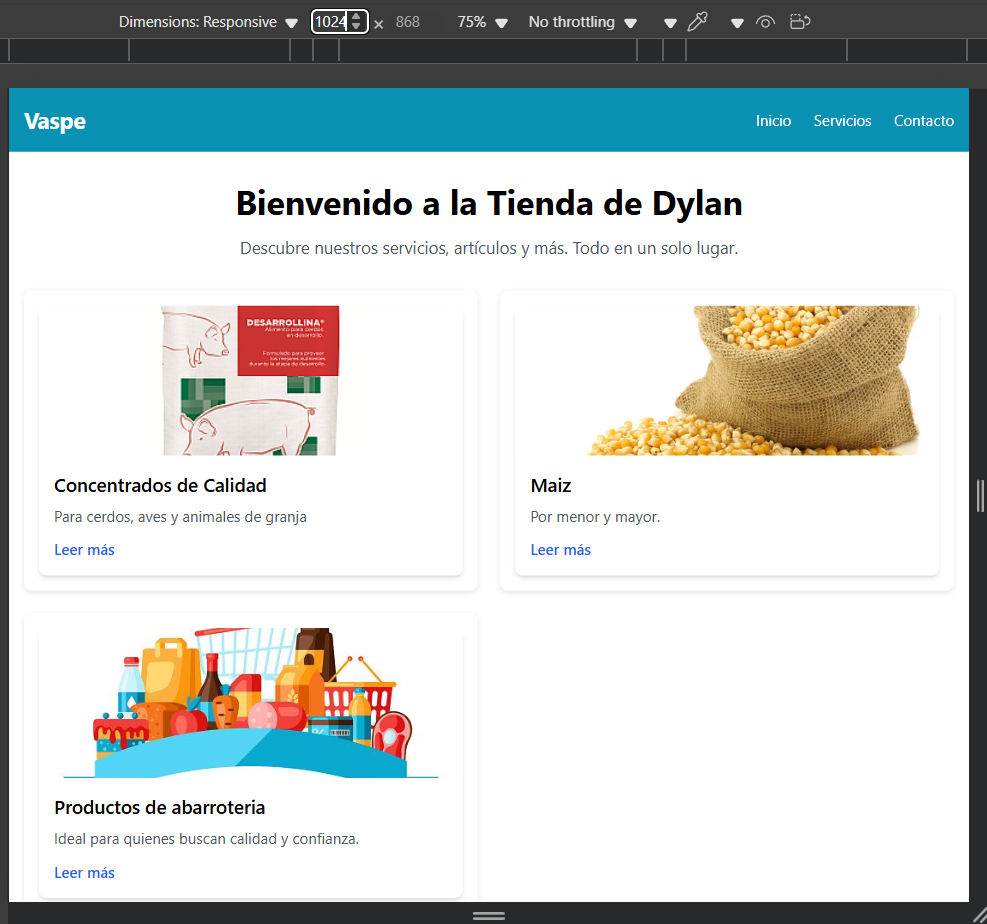 Dimensions: Responsive 1024 × 868 75% No throttling
Vaspe Inicio Servicios Contacto
Bienvenido a la Tienda de Dylan
Descubre nuestros servicios, artículos y más. Todo en un solo lugar.
DESARROLLINA®
Alimento para cerdos
en desarrollo.
Formulado para proveer
los mejores nutrientes
durante la etapa de desarrollo.
Concentrados de Calidad
Para cerdos, aves y animales de granja
Leer más
Maiz
Por menor y mayor.
Leer más
Productos de abarroteria
Ideal para quienes buscan calidad y confianza.
Leer más